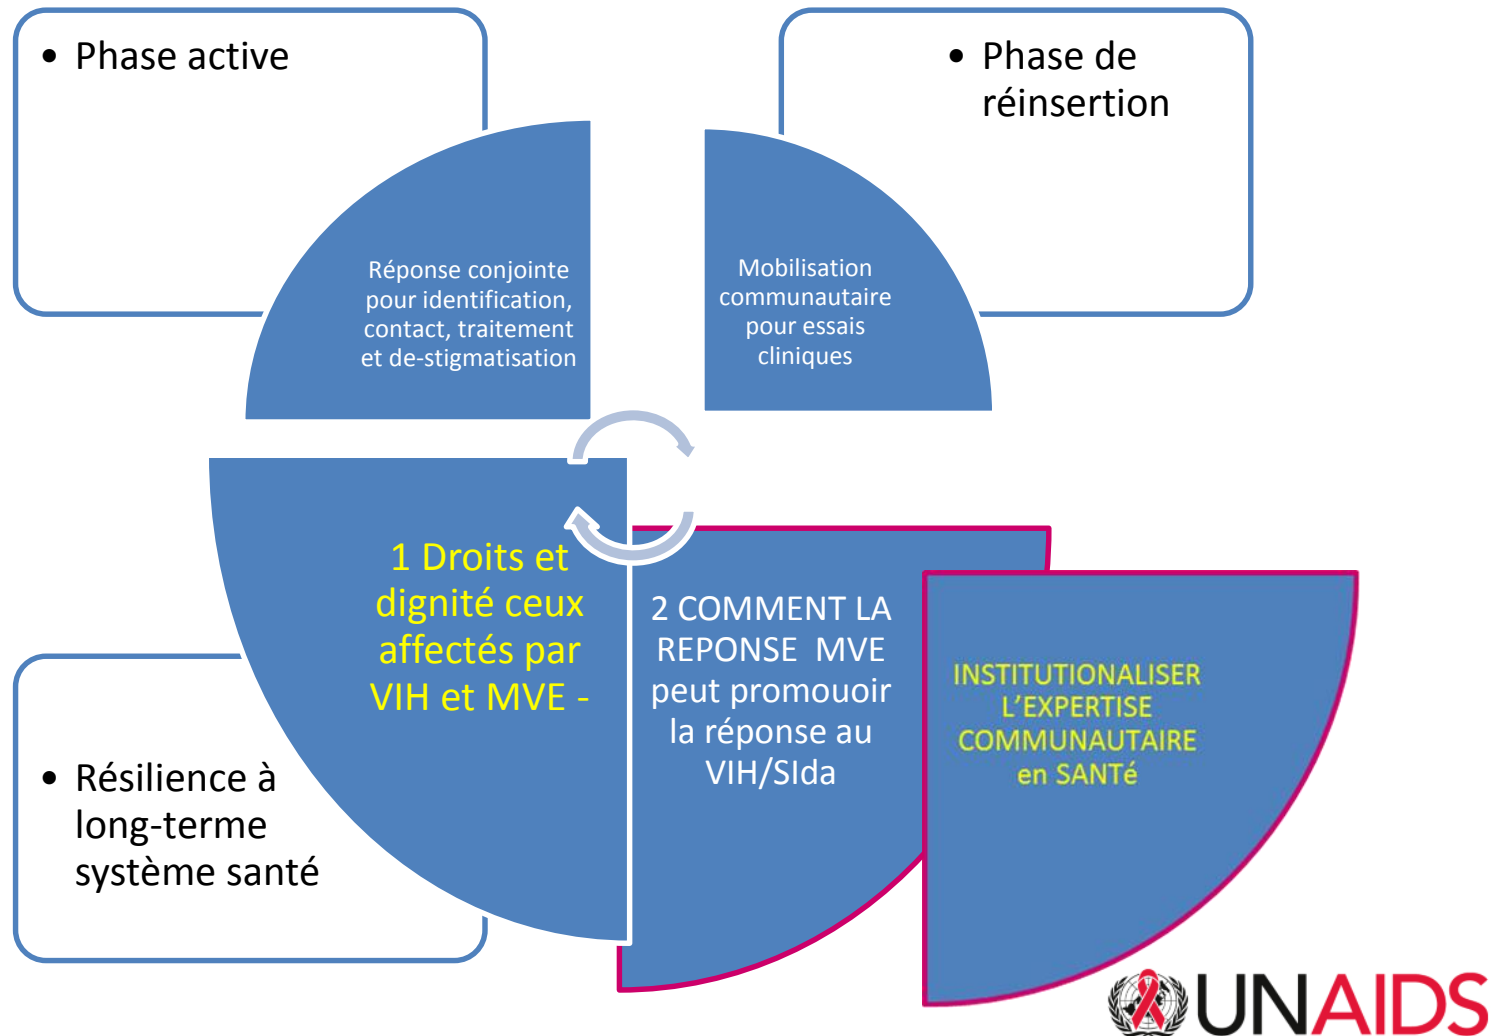 • Phase active
• Phase de
réinsertion
Réponse conjointe
pour identification,
contact, traitement
et de-stigmatisation
Mobilisation
communautaire
pour essais
cliniques
1 Droits et
dignité ceux
affectés par
VIH et MVE -
2 COMMENT LA
REPONSE MVE
peut promouoir
la réponse au
VIH/SIda
INSTITUTIONALISER
L'EXPERTISE
COMMUNAUTAIRE
en SANTé
• Résilience à
long-terme
système santé
UNAIDS